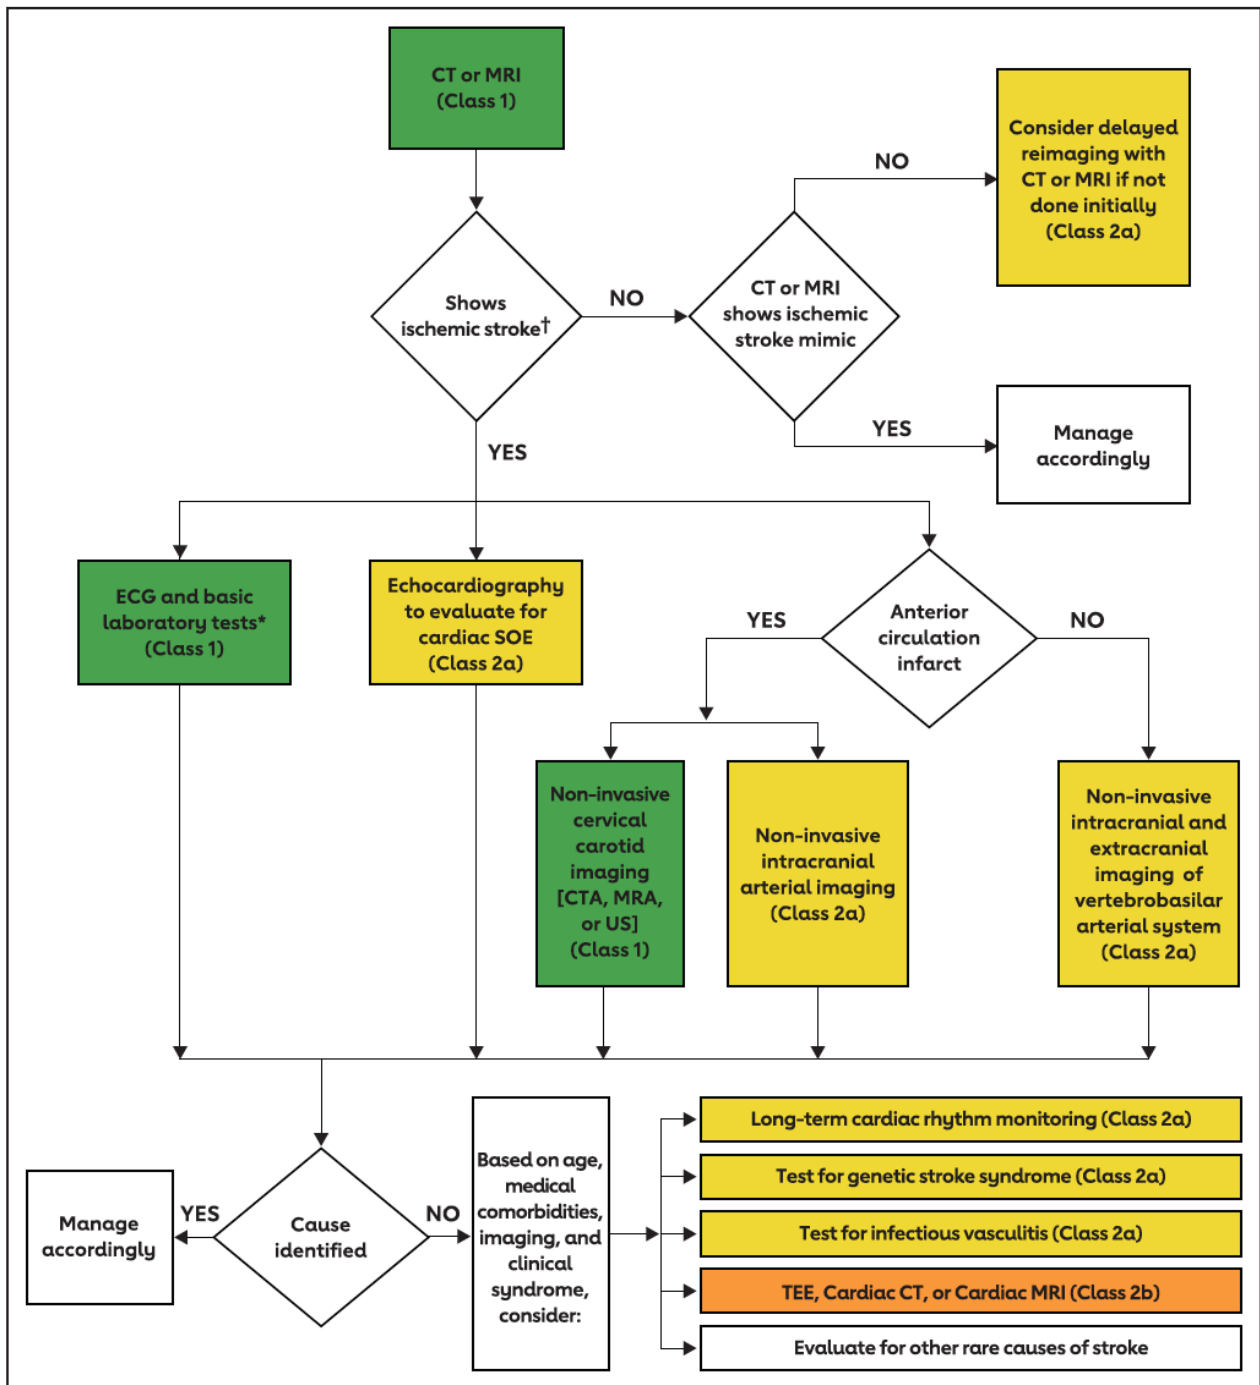 CT or MRI
(Class 1)
Consider delayed
reimaging with
CT or MRI if not
done initially
(Class 2a)
NO
Shows
ischemic stroke†
NO
CT or MRI
shows ischemic
stroke mimic
YES
Manage
accordingly
YES
ECG and basic
laboratory tests*
(Class 1)
Echocardiography
to evaluate for
cardiac SOE
(Class 2a)
YES
Anterior
circulation
infarct
NO
Non-invasive
cervical
carotid
imaging
[CTA, MRA,
or US]
(Class 1)
Non-invasive
intracranial
arterial imaging
(Class 2a)
Non-invasive
intracranial and
extracranial
imaging of
vertebrobasilar
arterial system
(Class 2a)
Manage
accordingly
YES
Cause
identified
NO
Based on age,
medical
comorbidities,
imaging, and
clinical
syndrome,
consider:
Long-term cardiac rhythm monitoring (Class 2a)
Test for genetic stroke syndrome (Class 2a)
Test for infectious vasculitis (Class 2a)
TEE, Cardiac CT, or Cardiac MRI (Class 2b)
Evaluate for other rare causes of stroke